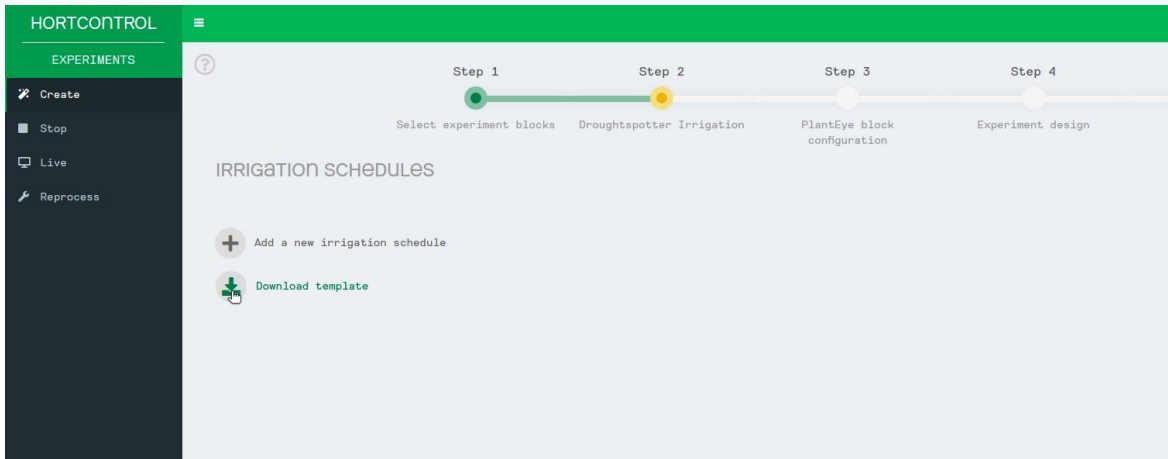 HORTCONTROL
EXPERIMENTS
Create
Stop
Live
Reprocess
Step 1
Step 2
Step 3
Step 4
Select experiment blocks
Droughtspotter Irrigation
PlantEye block
configuration
Experiment design
IRRIGATION SCHEDULES
Add a new irrigation schedule
Download template